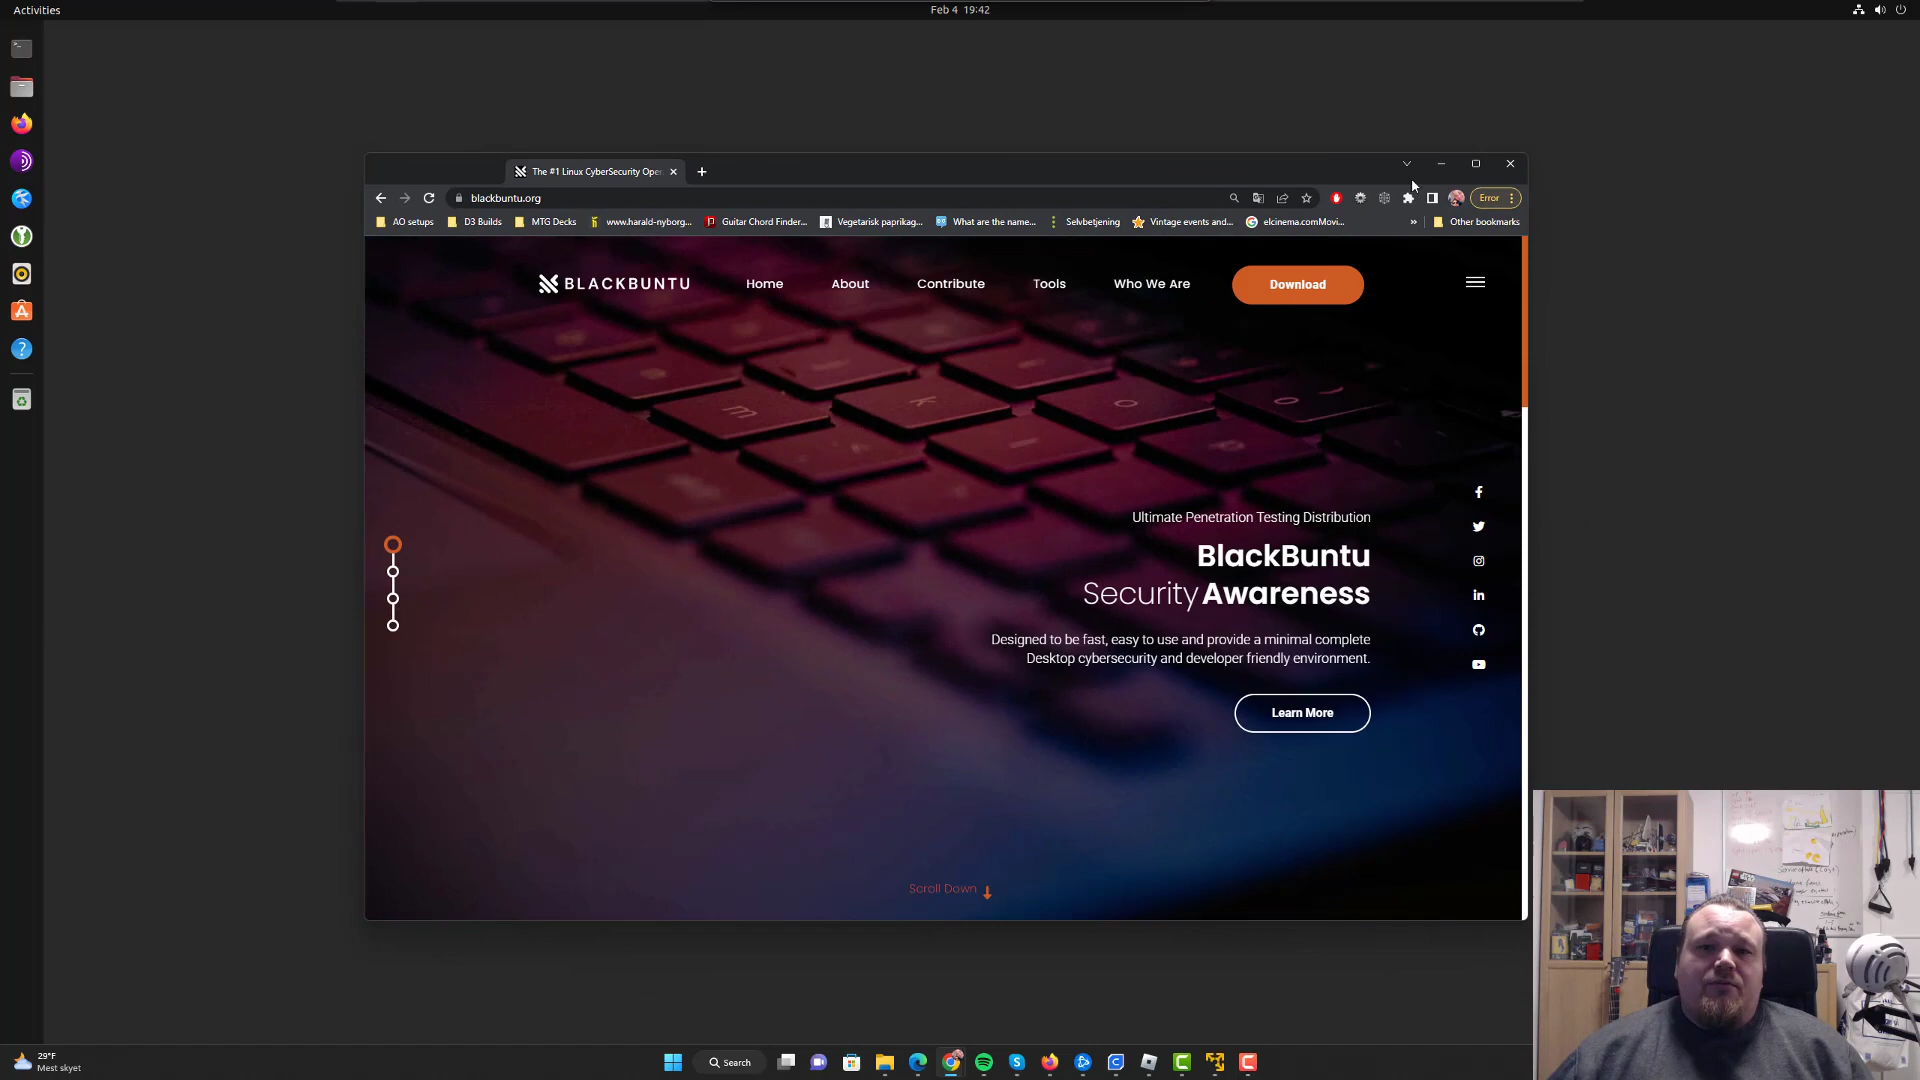 Activities
Feb 4 19:42
The #1 Linux CyberSecurity Oper
blackbuntu.org
Error
AO setups
D3 Builds
MTG Decks
www.harald-nyborg...
Guitar Chord Finder...
Vegetarisk paprikag...
What are the name...
Selvbetjening
Vintage events and...
elcinema.comMovi...
»
Other bookmarks
BLACKBUNTU
Home
About
Contribute
Tools
Who We Are
Download
Ultimate Penetration Testing Distribution
BlackBuntu
Security Awareness
Designed to be fast, easy to use and provide a minimal complete
Desktop cybersecurity and developer friendly environment.
Learn More
Scroll Down
29°F
Mest skyet
Search